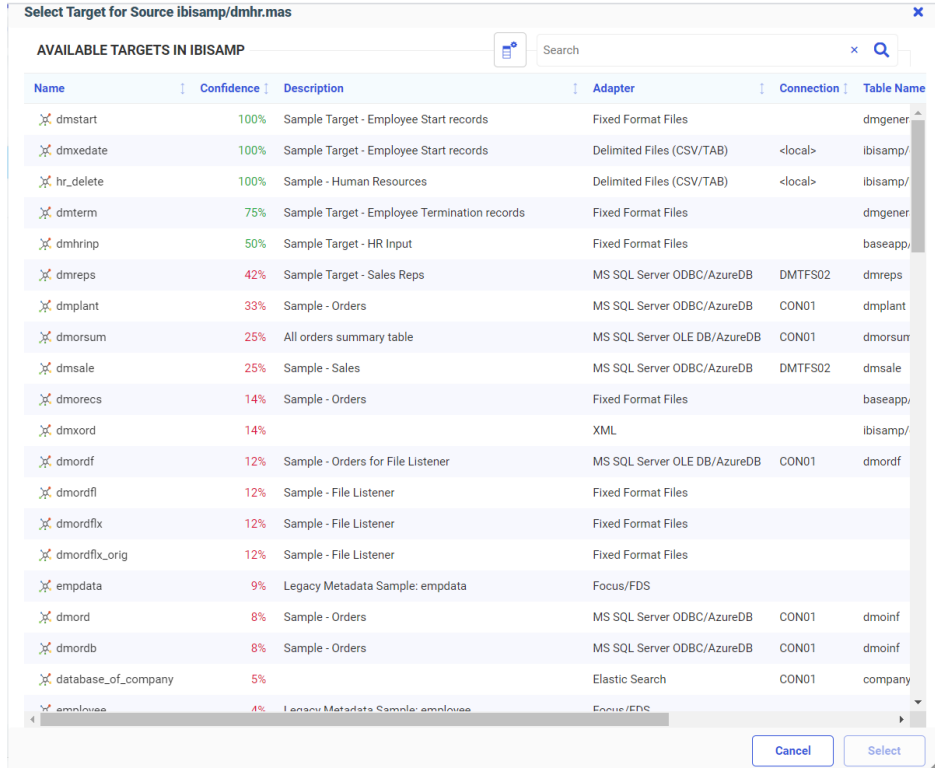 Select Target for Source ibisamp/dmhr.mas
AVAILABLE TARGETS IN IBISAMP Search
Name Confidence Description Adapter Connection Table Name
dmstart 100% Sample Target - Employee Start records Fixed Format Files dmgener
dmxedate 100% Sample Target - Employee Start records Delimited Files (CSV/TAB) <local> ibisamp/
hr_delete 100% Sample - Human Resources Delimited Files (CSV/TAB) <local> ibisamp/
dmterm 75% Sample Target - Employee Termination records Fixed Format Files dmgener
dmhrinp 50% Sample Target - HR Input Fixed Format Files baseapp/
dmreps 42% Sample Target - Sales Reps MS SQL Server ODBC/AzureDB DMTFS02 dmreps
dmplant 33% Sample - Orders MS SQL Server ODBC/AzureDB CON01 dmplant
dmorsum 25% All orders summary table MS SQL Server OLE DB/AzureDB CON01 dmorsum
dmsale 25% Sample - Sales MS SQL Server ODBC/AzureDB DMTFS02 dmsale
dmorecs 14% Sample - Orders Fixed Format Files baseapp/
dmxord 14% XML ibisamp/
dmordf 12% Sample - Orders for File Listener MS SQL Server OLE DB/AzureDB CON01 dmordf
dmordfl 12% Sample - File Listener Fixed Format Files
dmordflx 12% Sample - File Listener Fixed Format Files
dmordflx_orig 12% Sample - File Listener Fixed Format Files
empdata 9% Legacy Metadata Sample: empdata Focus/FDS
dmord 8% Sample - Orders MS SQL Server ODBC/AzureDB CON01 dmoinf
dmordb 8% Sample - Orders MS SQL Server ODBC/AzureDB CON01 dmoinf
database_of_company 5% Elastic Search CON01 company
employee 4% Legacy Metadata Sample: employee Focus/FDS
Cancel Select